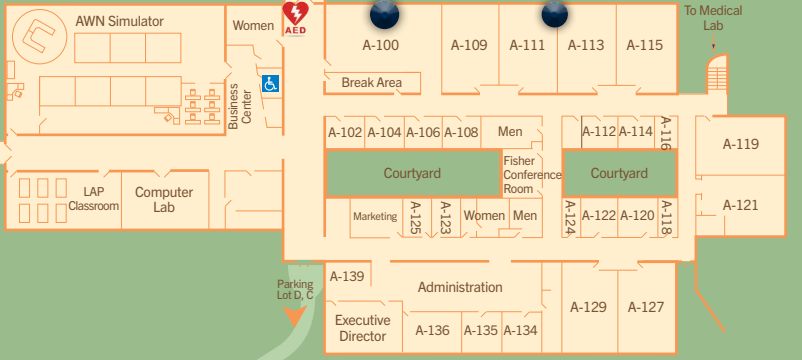 AWN Simulator
Women
AED
A-100
A-109
A-111
A-113
A-115
To Medical
Lab
Break Area
Business
Center
A-102
A-104
A-106
A-108
Men
A-112
A-114
A-116
A-119
Courtyard
Fisher
Conference
Room
Courtyard
LAP
Classroom
Computer
Lab
Marketing
A-125
A-123
Women
Men
A-124
A-122
A-120
A-118
A-121
Parking
Lot D, C
A-139
Administration
Executive
Director
A-136
A-135
A-134
A-129
A-127